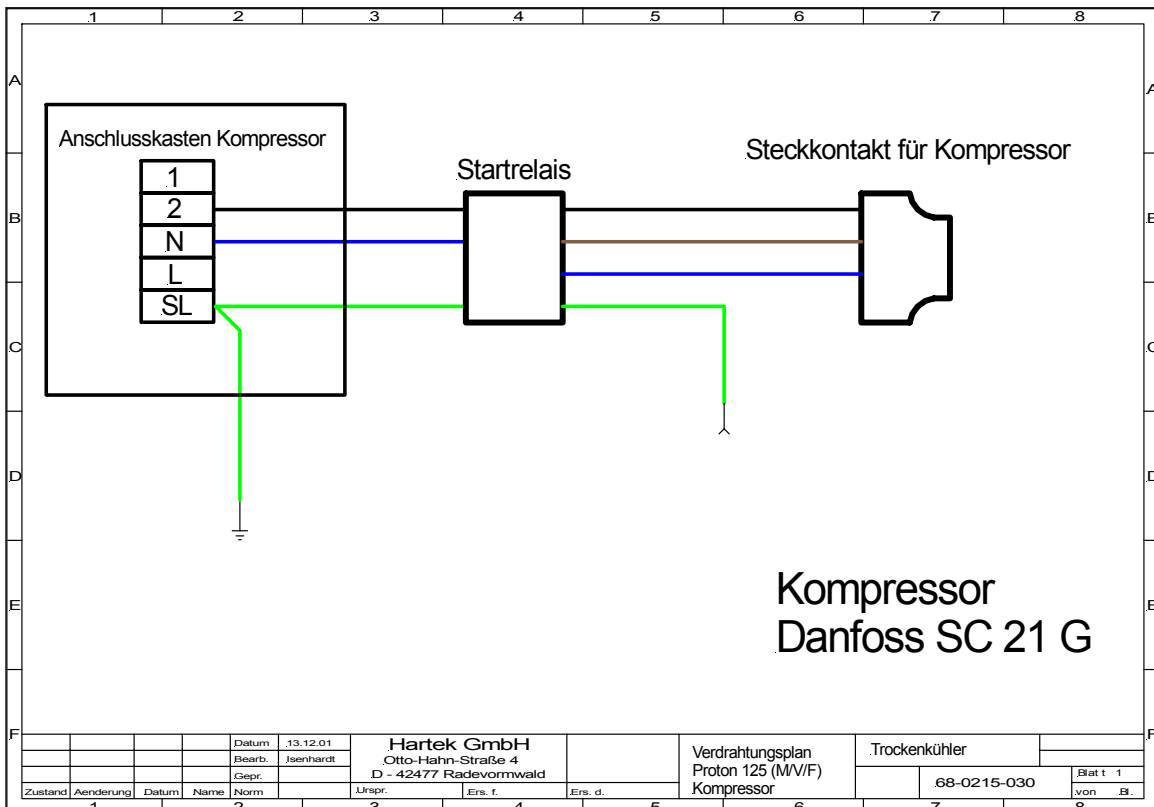 1 2 3 4 5 6 7 8
A A
Anschlusskasten Kompressor
Steckkontakt für Kompressor
Startrelais
1
B 2 B
N
L
SL
C C
D D
E E
Kompressor
Danfoss SC 21 G
F F
Datum 13.12.01
Bearb. Isenhardt
Gepr.
Zustand Aenderung Datum Name Norm
Hartek GmbH
Otto-Hahn-Straße 4
D - 42477 Radevormwald
Urspr. Ers. f. Ers. d.
Verdrahtungsplan
Proton 125 (M/V/F)
Kompressor
Trockenkühler
68-0215-030
Blatt 1
von Bl.
1 2 3 4 5 6 7 8